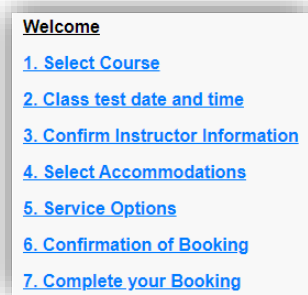 Welcome
1. Select Course
2. Class test date and time
3. Confirm Instructor Information
4. Select Accommodations
5. Service Options
6. Confirmation of Booking
7. Complete your Booking